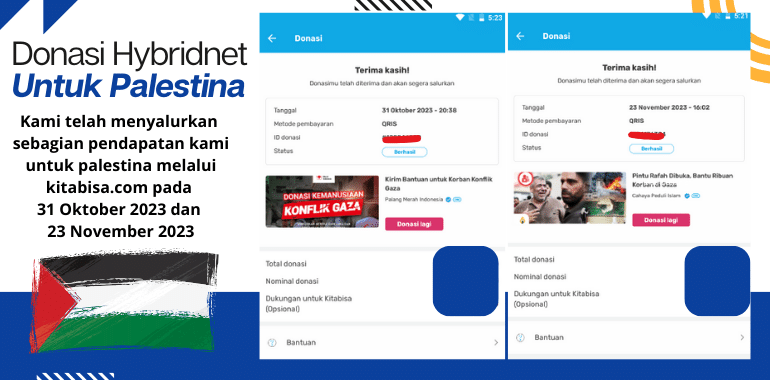 Donasi Hybridnet
Untuk Palestina
Kami telah menyalurkan
sebagian pendapatan kami
untuk palestina melalui
kitabisa.com pada
31 Oktober 2023 dan
23 November 2023
5:23
Donasi
Terima kasih!
Donasimu telah diterima dan akan segera salurkan
Tanggal 31 Oktober 2023 - 20:38
Metode pembayaran QRIS
ID donasi
Status Berhasil
DONASI KEMANUSIAAN
KONFLIK GAZA
Kirim Bantuan untuk Korban Konflik
Gaza
Palang Merah Indonesia
Donasi lagi
Total donasi
Nominal donasi
Dukungan untuk Kitabisa
(Opsional)
Bantuan
5:21
Donasi
Terima kasih!
Donasimu telah diterima dan akan segera salurkan
Tanggal 23 November 2023 - 16:02
Metode pembayaran QRIS
ID donasi
Status Berhasil
Pintu Rafah Dibuka, Bantu Ribuan
Korban di Gaza
Cahaya Peduli Islam
Donasi lagi
Total donasi
Nominal donasi
Dukungan untuk Kitabisa
(Opsional)
Bantuan